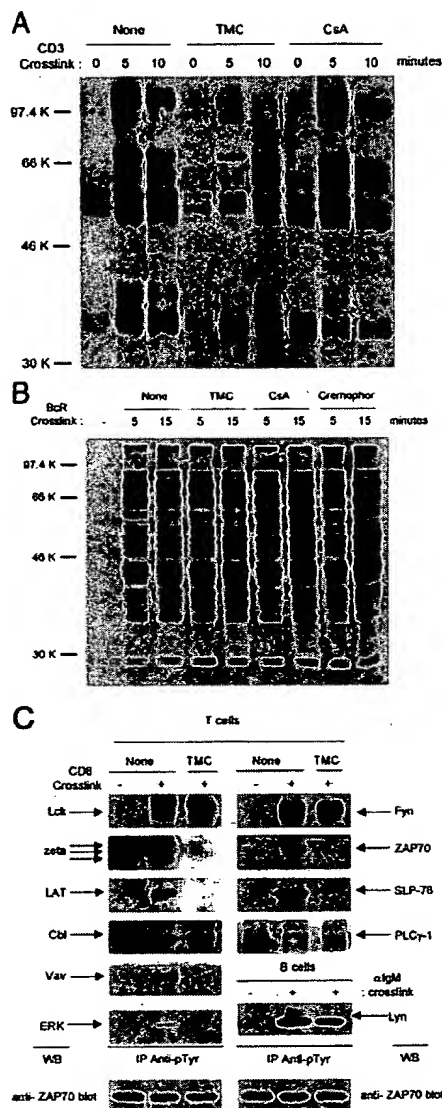 A
None TMC CsA
CD3
Crosslink : 0 5 10 0 5 10 0 5 10 minutes
97.4 K
66 K
46 K
30 K
B
BcR None TMC CsA Cremophor
Crosslink : - 5 15 5 15 5 15 5 15 minutes
97.4 K
66 K
46 K
30 K
C
T cells
None TMC None TMC
CD8
Crosslink - + + - + +
Lck Fyn
zeta ZAP70
LAT SLP-76
Cbl PLCγ-1
Vav
B cells
αIgM
- + + : crosslink
ERK Lyn
WB IP Anti-pTyr IP Anti-pTyr WB
anti- ZAP70 blot anti- ZAP70 blot